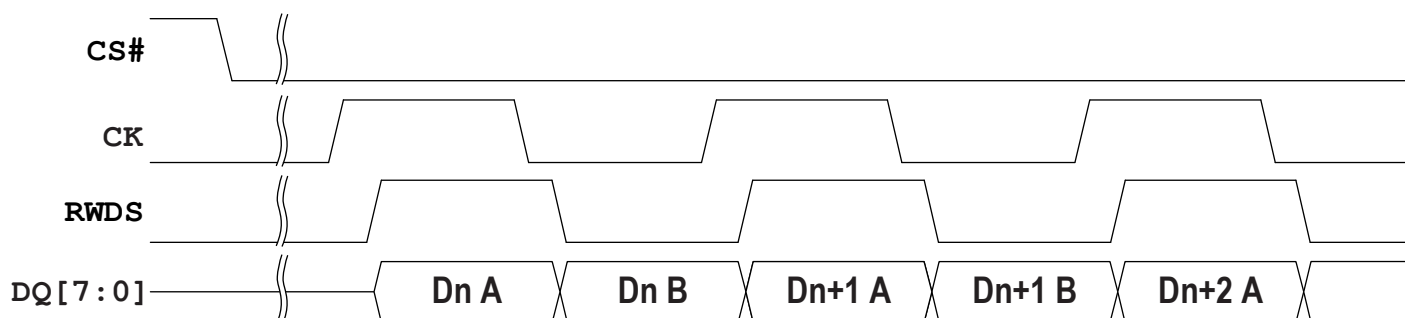 CS#
CK
RWDS
DQ[7:0] Dn A Dn B Dn+1 A Dn+1 B Dn+2 A